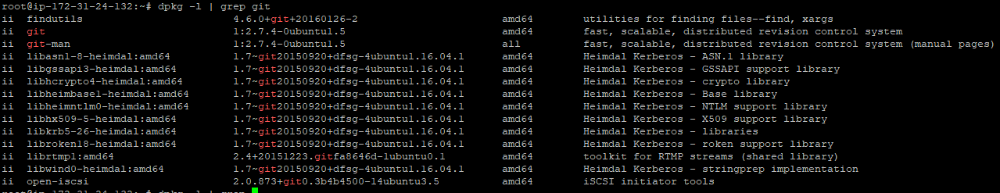 root@ip-172-31-24-132:~# dpkg -l | grep git
ii findutils 4.6.0+git+20160126-2 amd64 utilities for finding files--find, xargs
ii git 1:2.7.4-0ubuntu1.5 amd64 fast, scalable, distributed revision control system
ii git-man 1:2.7.4-0ubuntu1.5 all fast, scalable, distributed revision control system (manual pages)
ii libasn1-8-heimdal:amd64 1.7~git20150920+dfsg-4ubuntu1.16.04.1 amd64 Heimdal Kerberos - ASN.1 library
ii libgssapi3-heimdal:amd64 1.7~git20150920+dfsg-4ubuntu1.16.04.1 amd64 Heimdal Kerberos - GSSAPI support library
ii libhcrypto4-heimdal:amd64 1.7~git20150920+dfsg-4ubuntu1.16.04.1 amd64 Heimdal Kerberos - crypto library
ii libheimbase1-heimdal:amd64 1.7~git20150920+dfsg-4ubuntu1.16.04.1 amd64 Heimdal Kerberos - Base library
ii libheimntlm0-heimdal:amd64 1.7~git20150920+dfsg-4ubuntu1.16.04.1 amd64 Heimdal Kerberos - NTLM support library
ii libhx509-5-heimdal:amd64 1.7~git20150920+dfsg-4ubuntu1.16.04.1 amd64 Heimdal Kerberos - X509 support library
ii libkrb5-26-heimdal:amd64 1.7~git20150920+dfsg-4ubuntu1.16.04.1 amd64 Heimdal Kerberos - libraries
ii libroken18-heimdal:amd64 1.7~git20150920+dfsg-4ubuntu1.16.04.1 amd64 Heimdal Kerberos - roken support library
ii librtmp1:amd64 2.4+20151223.gitfa8646d-1ubuntu0.1 amd64 toolkit for RTMP streams (shared library)
ii libwind0-heimdal:amd64 1.7~git20150920+dfsg-4ubuntu1.16.04.1 amd64 Heimdal Kerberos - stringprep implementation
ii open-iscsi 2.0.873+git0.3b4b4500-14ubuntu3.5 amd64 iSCSI initiator tools
root@ip-172-31-24-132:~# dpkg -l | grep